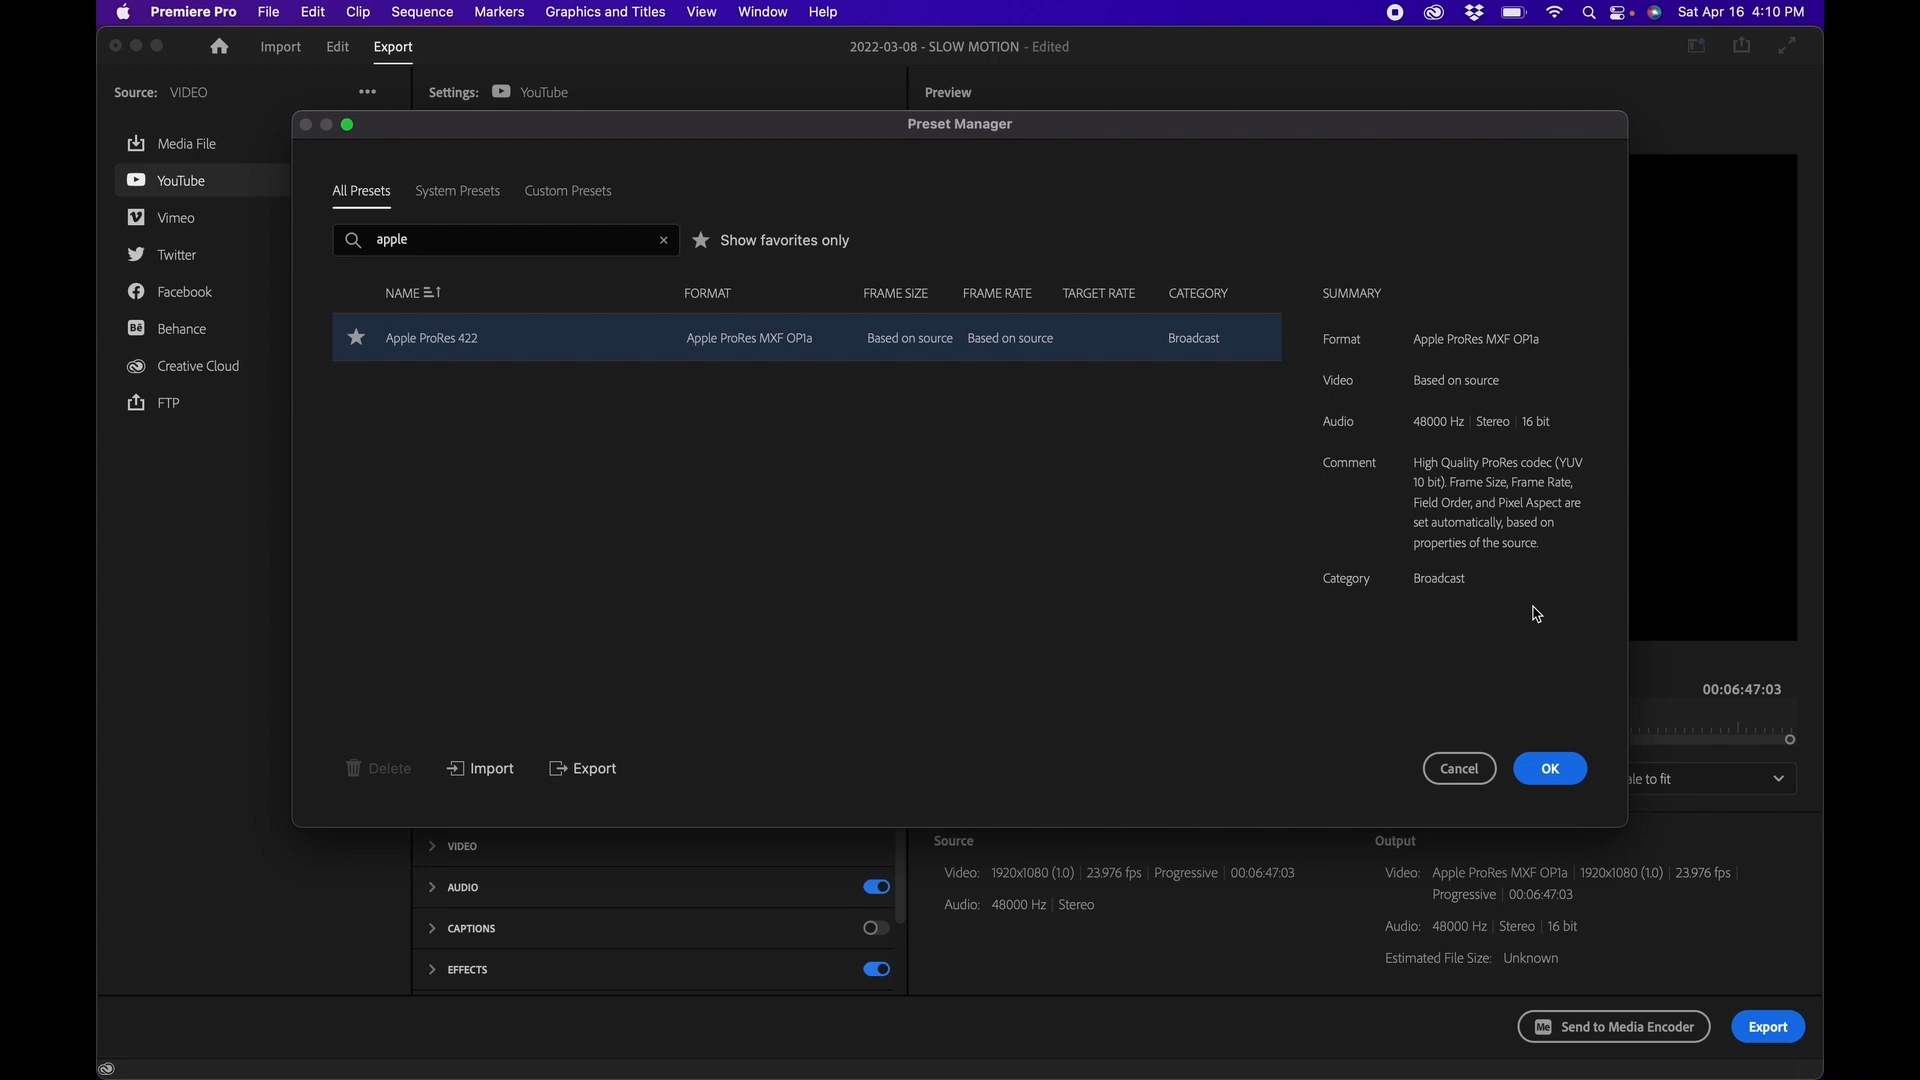 Premiere Pro File Edit Clip Sequence Markers Graphics and Titles View Window Help Sat Apr 16 4:10 PM
Import Edit Export 2022-03-08 - SLOW MOTION - Edited
Source: VIDEO ••• Settings: YouTube Preview
Media File
YouTube
Vimeo
Twitter
Facebook
Behance
Creative Cloud
FTP
Preset Manager
All Presets System Presets Custom Presets
apple × Show favorites only
NAME FORMAT FRAME SIZE FRAME RATE TARGET RATE CATEGORY SUMMARY
Apple ProRes 422 Apple ProRes MXF OP1a Based on source Based on source Broadcast
Format Apple ProRes MXF OP1a
Video Based on source
Audio 48000 Hz | Stereo | 16 bit
Comment High Quality ProRes codec (YUV
10 bit). Frame Size, Frame Rate,
Field Order, and Pixel Aspect are
set automatically, based on
properties of the source.
Category Broadcast
Delete Import Export Cancel OK
00:06:47:03
le to fit
VIDEO
AUDIO
CAPTIONS
EFFECTS
Source
Video: 1920x1080 (1.0) | 23.976 fps | Progressive | 00:06:47:03
Audio: 48000 Hz | Stereo
Output
Video: Apple ProRes MXF OP1a | 1920x1080 (1.0) | 23.976 fps |
Progressive | 00:06:47:03
Audio: 48000 Hz | Stereo | 16 bit
Estimated File Size: Unknown
Me Send to Media Encoder Export